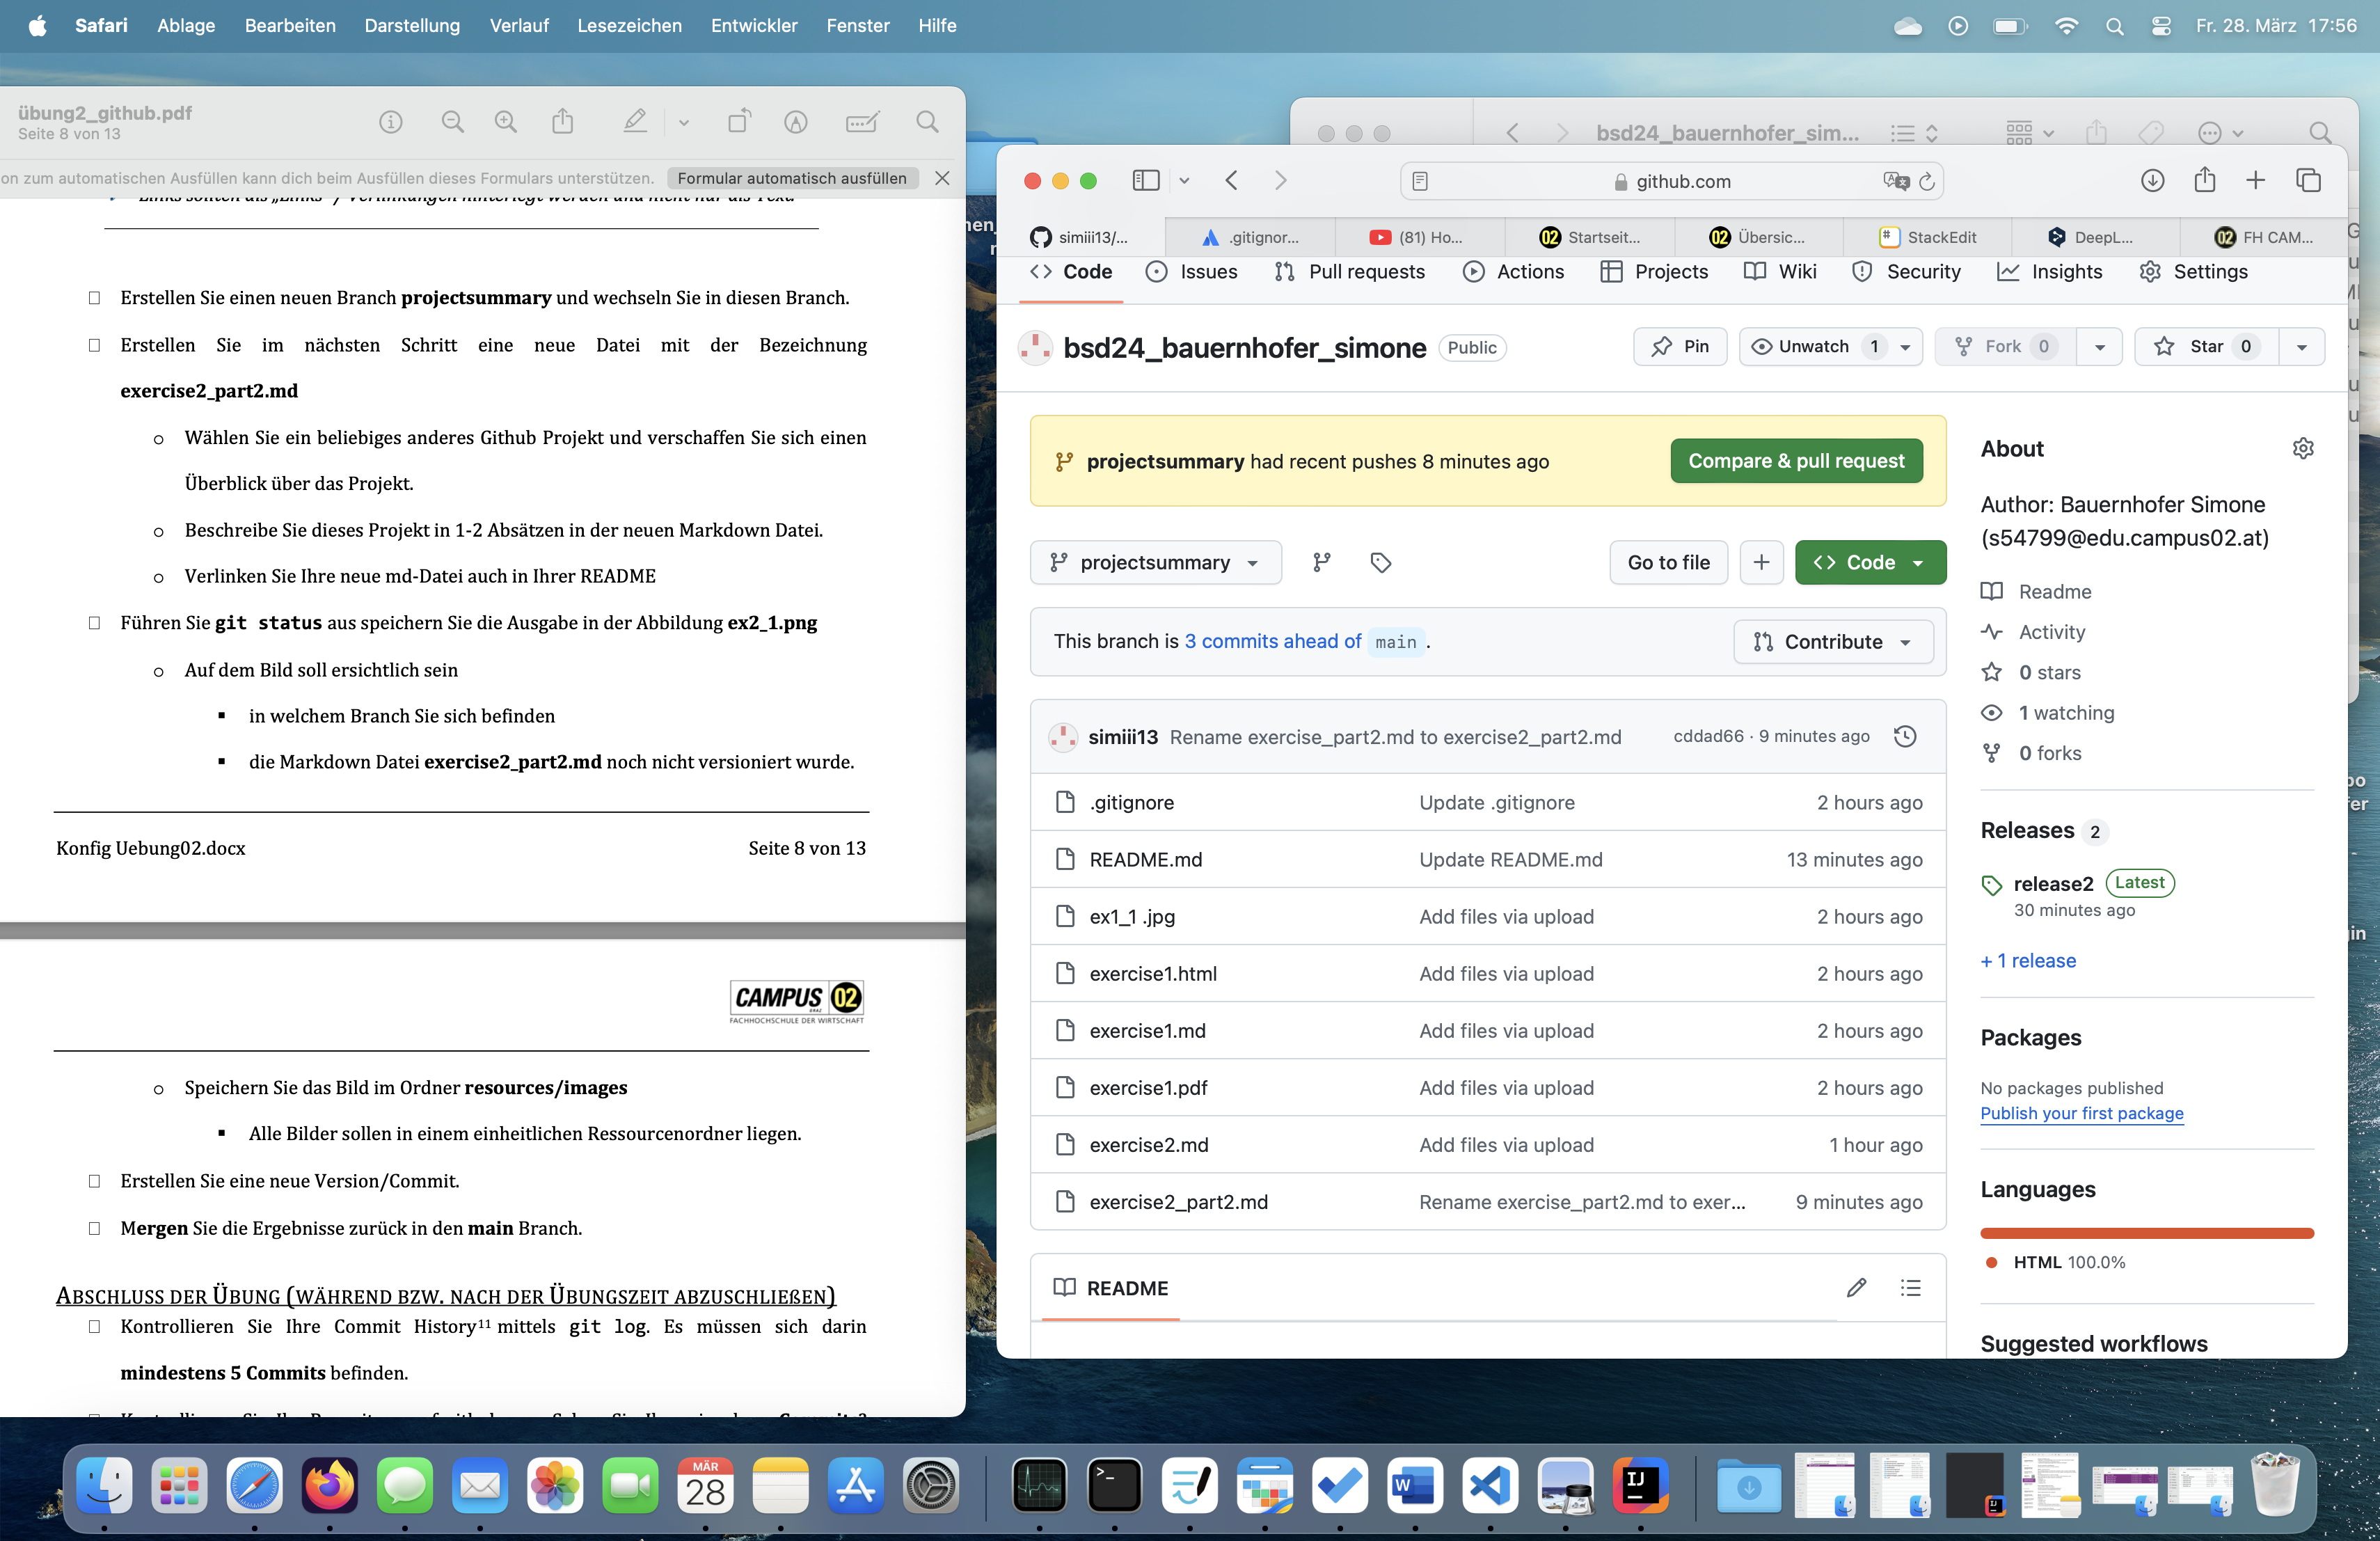 Safari Ablage Bearbeiten Darstellung Verlauf Lesezeichen Entwickler Fenster Hilfe
Fr. 28. März 17:56
übung2_github.pdf
Seite 8 von 13
on zum automatischen Ausfüllen kann dich beim Ausfüllen dieses Formulars unterstützen. Formular automatisch ausfüllen
Links sollten als „Links“ / Verlinkungen hinterlegt werden und nicht nur als Text.
Erstellen Sie einen neuen Branch projectsummary und wechseln Sie in diesen Branch.
Erstellen Sie im nächsten Schritt eine neue Datei mit der Bezeichnung
exercise2_part2.md
Wählen Sie ein beliebiges anderes Github Projekt und verschaffen Sie sich einen
Überblick über das Projekt.
Beschreibe Sie dieses Projekt in 1-2 Absätzen in der neuen Markdown Datei.
Verlinken Sie Ihre neue md-Datei auch in Ihrer README
Führen Sie git status aus speichern Sie die Ausgabe in der Abbildung ex2_1.png
Auf dem Bild soll ersichtlich sein
in welchem Branch Sie sich befinden
die Markdown Datei exercise2_part2.md noch nicht versioniert wurde.
Konfig Uebung02.docx Seite 8 von 13
CAMPUS 02
GRAZ
FACHHOCHSCHULE DER WIRTSCHAFT
Speichern Sie das Bild im Ordner resources/images
Alle Bilder sollen in einem einheitlichen Ressourcenordner liegen.
Erstellen Sie eine neue Version/Commit.
Mergen Sie die Ergebnisse zurück in den main Branch.
ABSCHLUSS DER ÜBUNG (WÄHREND BZW. NACH DER ÜBUNGSZEIT ABZUSCHLIEßEN)
Kontrollieren Sie Ihre Commit History11 mittels git log. Es müssen sich darin
mindestens 5 Commits befinden.
bsd24_bauernhofer_sim...
github.com
simiii13/...
.gitignor...
(81) Ho...
Startseit...
Übersic...
StackEdit
DeepL...
FH CAM...
Code Issues Pull requests Actions Projects Wiki Security Insights Settings
bsd24_bauernhofer_simone Public
Pin
Unwatch 1
Fork 0
Star 0
projectsummary had recent pushes 8 minutes ago
Compare & pull request
projectsummary
Go to file
Code
This branch is 3 commits ahead of main .
Contribute
simiii13 Rename exercise_part2.md to exercise2_part2.md cddad66 · 9 minutes ago
.gitignore Update .gitignore 2 hours ago
README.md Update README.md 13 minutes ago
ex1_1 .jpg Add files via upload 2 hours ago
exercise1.html Add files via upload 2 hours ago
exercise1.md Add files via upload 2 hours ago
exercise1.pdf Add files via upload 2 hours ago
exercise2.md Add files via upload 1 hour ago
exercise2_part2.md Rename exercise_part2.md to exer... 9 minutes ago
README
About
Author: Bauernhofer Simone
(s54799@edu.campus02.at)
Readme
Activity
0 stars
1 watching
0 forks
Releases 2
release2 Latest
30 minutes ago
+ 1 release
Packages
No packages published
Publish your first package
Languages
HTML 100.0%
Suggested workflows
MÄR
28